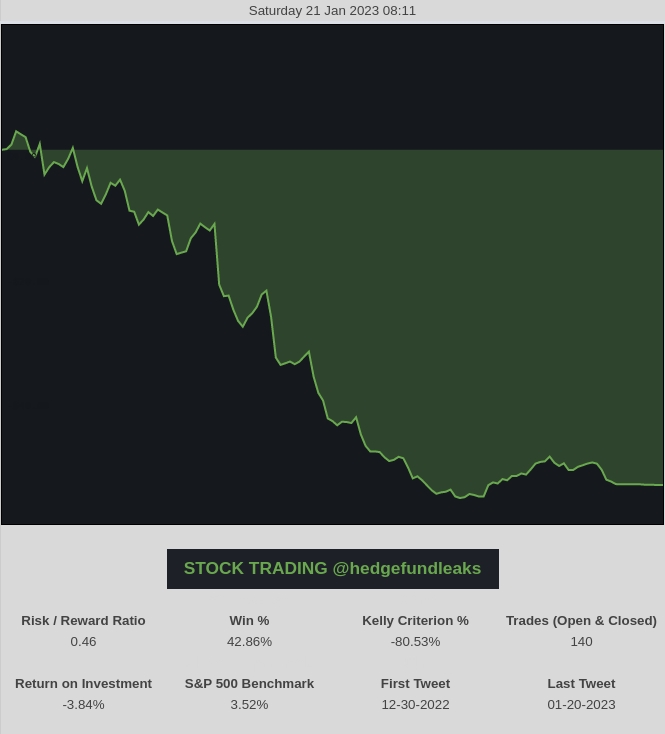 Saturday 21 Jan 2023 08:11
STOCK TRADING @hedgefundleaks
Risk / Reward Ratio Win % Kelly Criterion % Trades (Open & Closed)
0.46 42.86% -80.53% 140
Return on Investment S&P 500 Benchmark First Tweet Last Tweet
-3.84% 3.52% 12-30-2022 01-20-2023